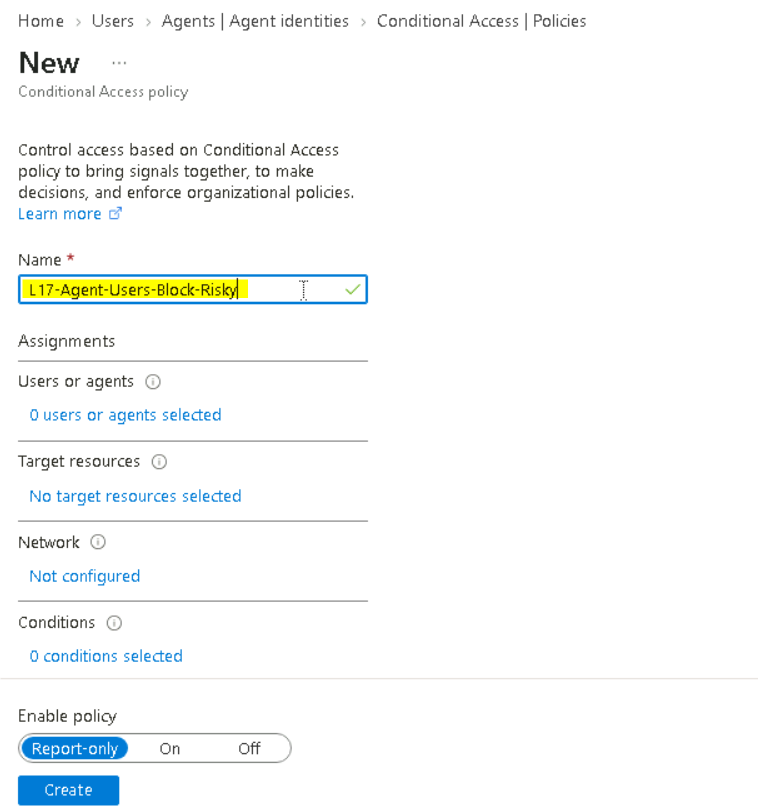 Home > Users > Agents | Agent identities > Conditional Access | Policies
New ...
Conditional Access policy
Control access based on Conditional Access
policy to bring signals together, to make
decisions, and enforce organizational policies.
Learn more
Name *
L17-Agent-Users-Block-Risky
Assignments
Users or agents
0 users or agents selected
Target resources
No target resources selected
Network
Not configured
Conditions
0 conditions selected
Enable policy
Report-only On Off
Create